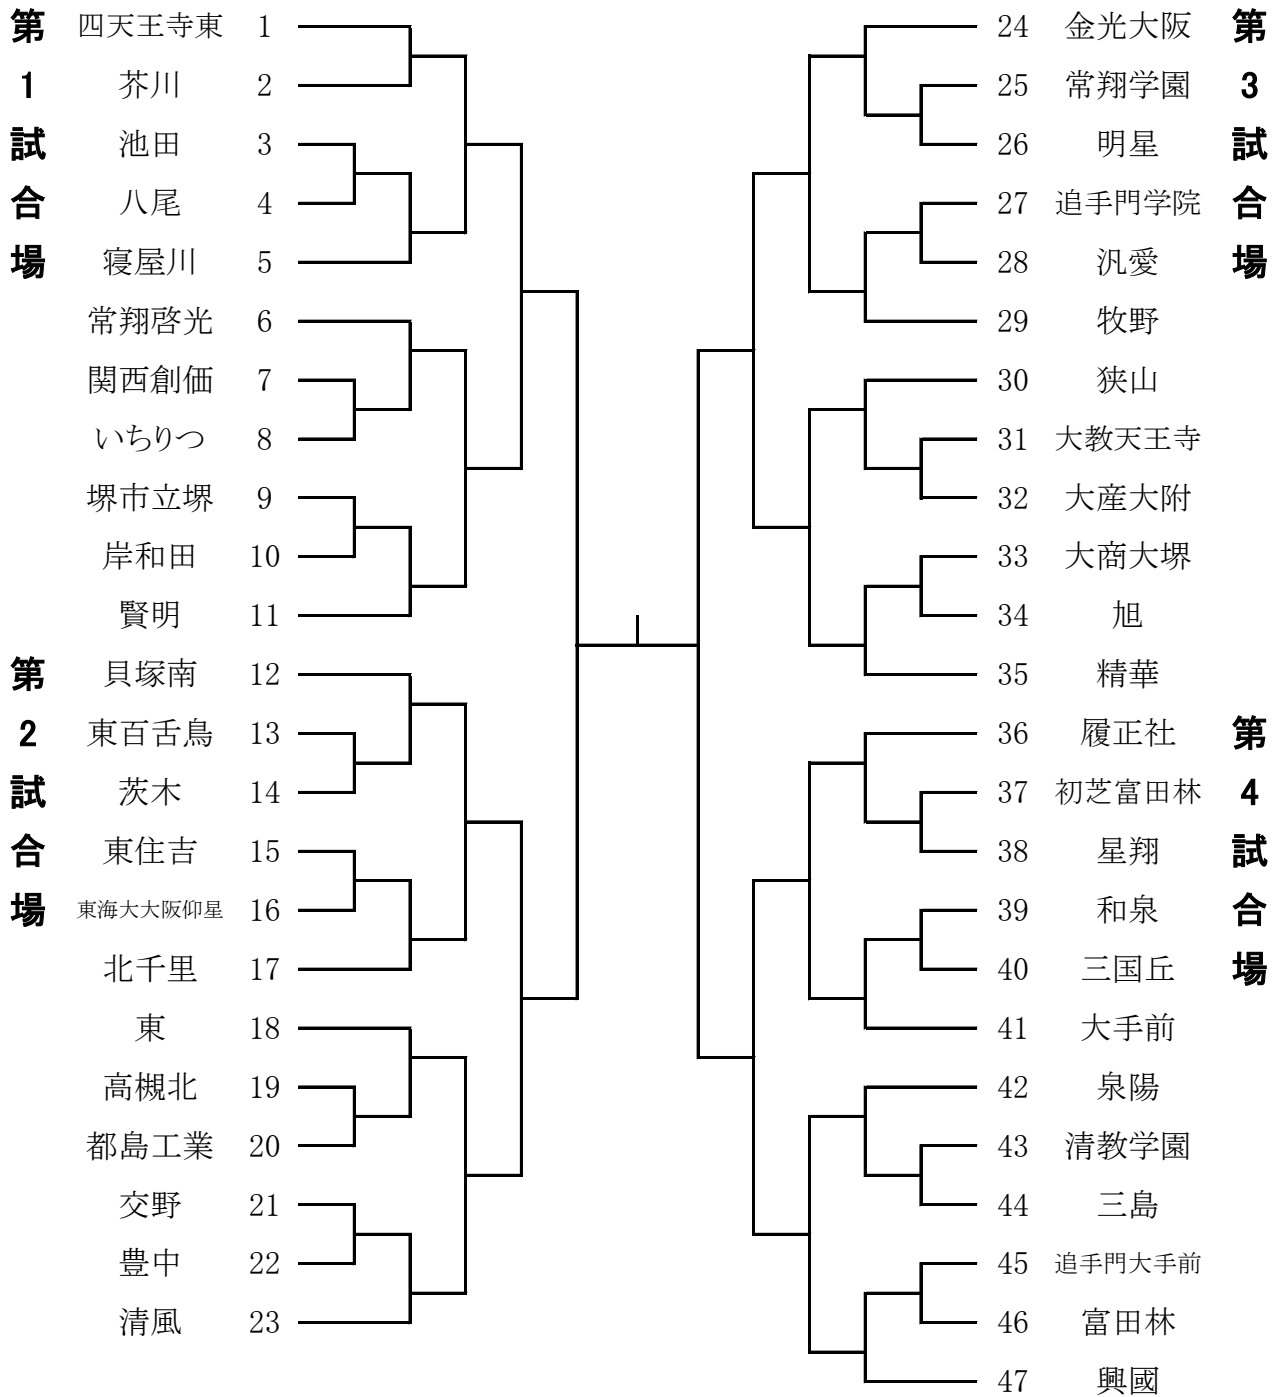 第1試合場
四天王寺東 1
芥川 2
池田 3
八尾 4
寝屋川 5
常翔啓光 6
関西創価 7
いちりつ 8
堺市立堺 9
岸和田 10
賢明 11
第2試合場
貝塚南 12
東百舌鳥 13
茨木 14
東住吉 15
東海大大阪仰星 16
北千里 17
東 18
高槻北 19
都島工業 20
交野 21
豊中 22
清風 23
第3試合場
24 金光大阪
25 常翔学園
26 明星
27 追手門学院
28 汎愛
29 牧野
30 狭山
31 大教天王寺
32 大産大附
33 大商大堺
34 旭
35 精華
第4試合場
36 履正社
37 初芝富田林
38 星翔
39 和泉
40 三国丘
41 大手前
42 泉陽
43 清教学園
44 三島
45 追手門大手前
46 富田林
47 興國